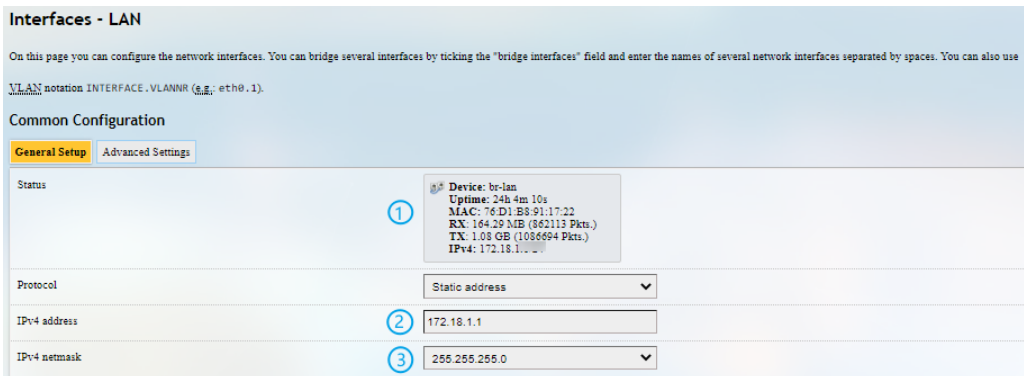 Interfaces - LAN
On this page you can configure the network interfaces. You can bridge several interfaces by ticking the "bridge interfaces" field and enter the names of several network interfaces separated by spaces. You can also use
VLAN notation INTERFACE.VLANNR (e.g.: eth0.1).
Common Configuration
General Setup Advanced Settings
Status
Device: br-lan
Uptime: 24h 4m 10s
1 MAC: 76:D1:B8:91:17:22
RX: 164.29 MB (862113 Pkts.)
TX: 1.08 GB (1086694 Pkts.)
IPv4:
Protocol Static address
IPv4 address 2 172.18.1.1
IPv4 netmask 3 255.255.255.0